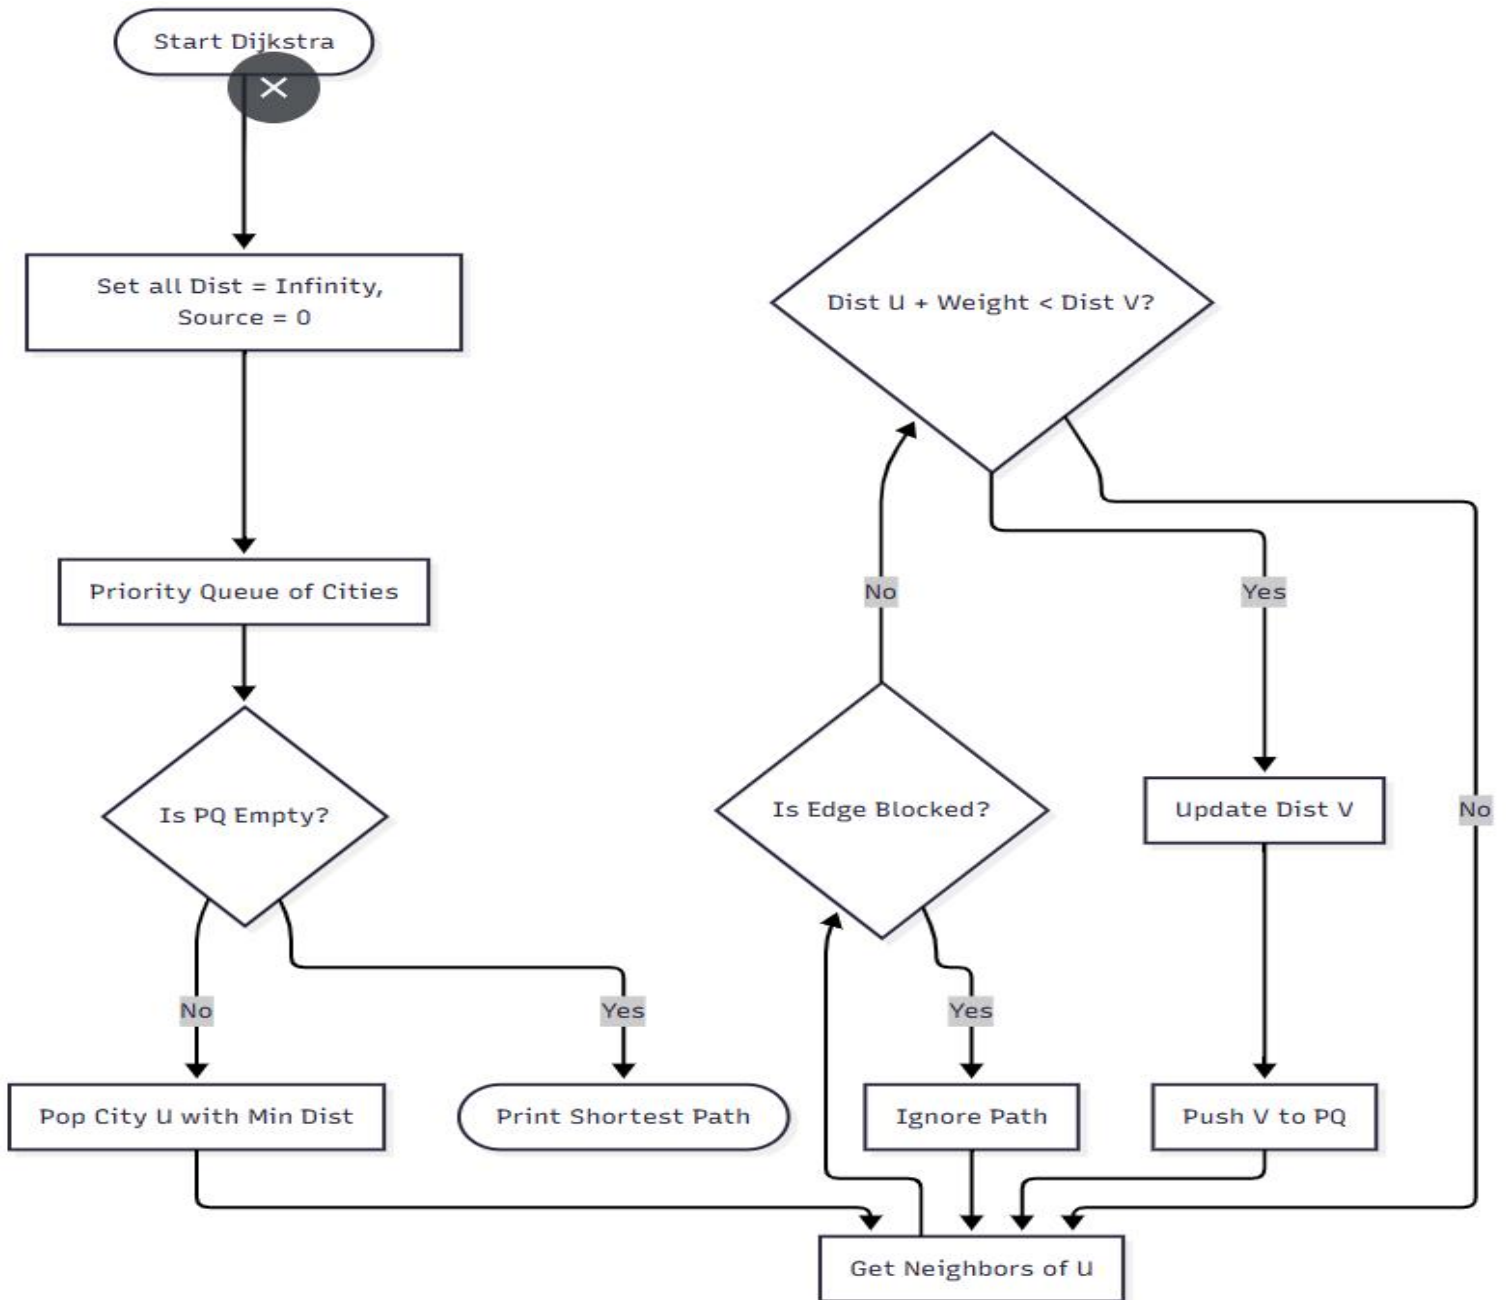 Start Dijkstra
Set all Dist = Infinity,
Source = 0
Priority Queue of Cities
Is PQ Empty?
No
Yes
Pop City U with Min Dist
Print Shortest Path
Dist U + Weight < Dist V?
No
Yes
Is Edge Blocked?
Update Dist V
No
Yes
Ignore Path
Push V to PQ
Get Neighbors of U